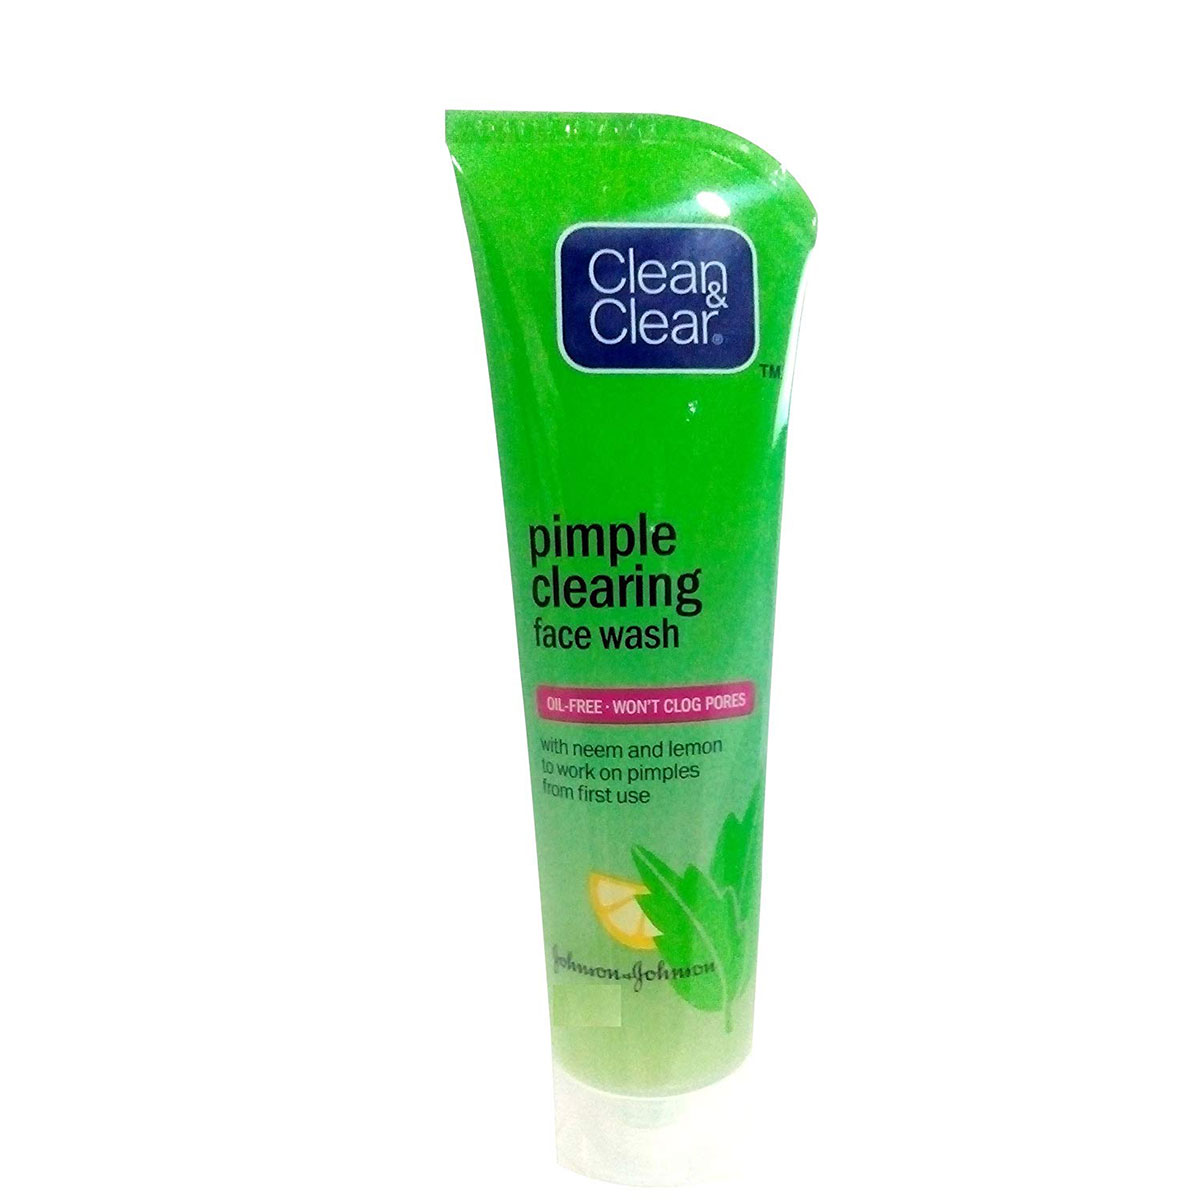 Clean
&
Clear®
TM
pimple
clearing
face wash
OIL-FREE · WON'T CLOG PORES
with neem and lemon
to work on pimples
from first use
Johnson & Johnson